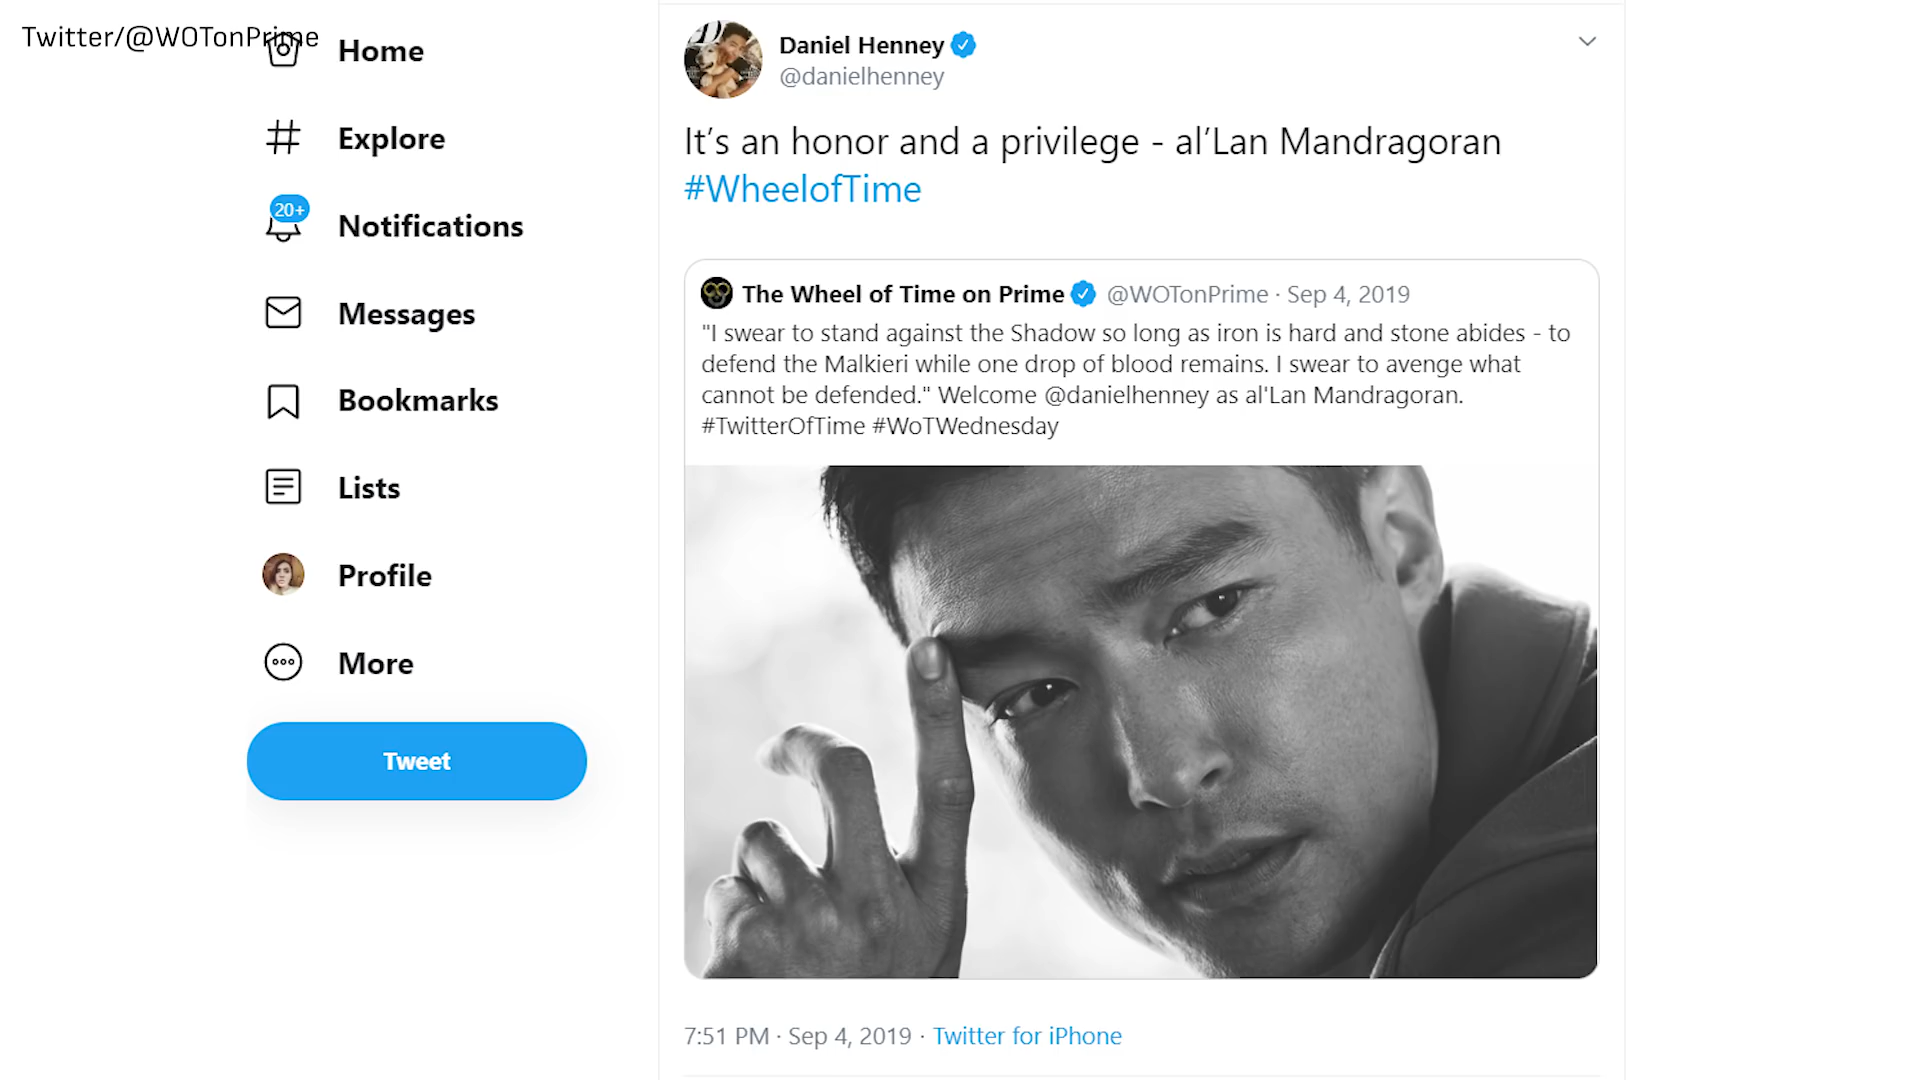 Twitter/@WOTonPrime
Home
Explore
20+
Notifications
Messages
Bookmarks
Lists
Profile
More
Tweet
Daniel Henney
@danielhenney
It’s an honor and a privilege - al’Lan Mandragoran
#WheelofTime
The Wheel of Time on Prime @WOTonPrime · Sep 4, 2019
"I swear to stand against the Shadow so long as iron is hard and stone abides - to
defend the Malkieri while one drop of blood remains. I swear to avenge what
cannot be defended." Welcome @danielhenney as al'Lan Mandragoran.
#TwitterOfTime #WoTWednesday
7:51 PM · Sep 4, 2019 · Twitter for iPhone